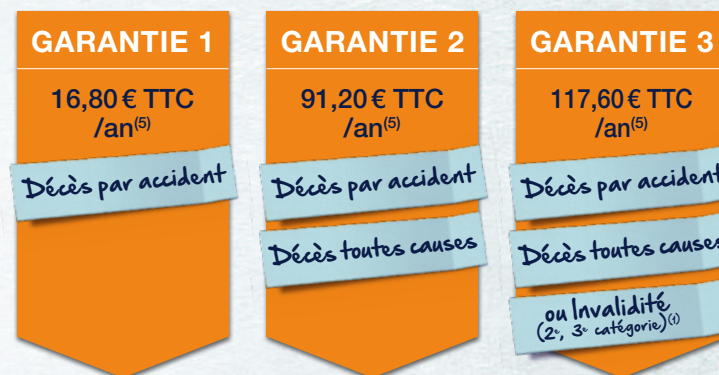 GARANTIE 1
16,80 € TTC
/an(5)
Décès par accident
GARANTIE 2
91,20 € TTC
/an(5)
Décès par accident
Décès toutes causes
GARANTIE 3
117,60 € TTC
/an(5)
Décès par accident
Décès toutes causes
ou Invalidité
(2e, 3e catégorie)(1)